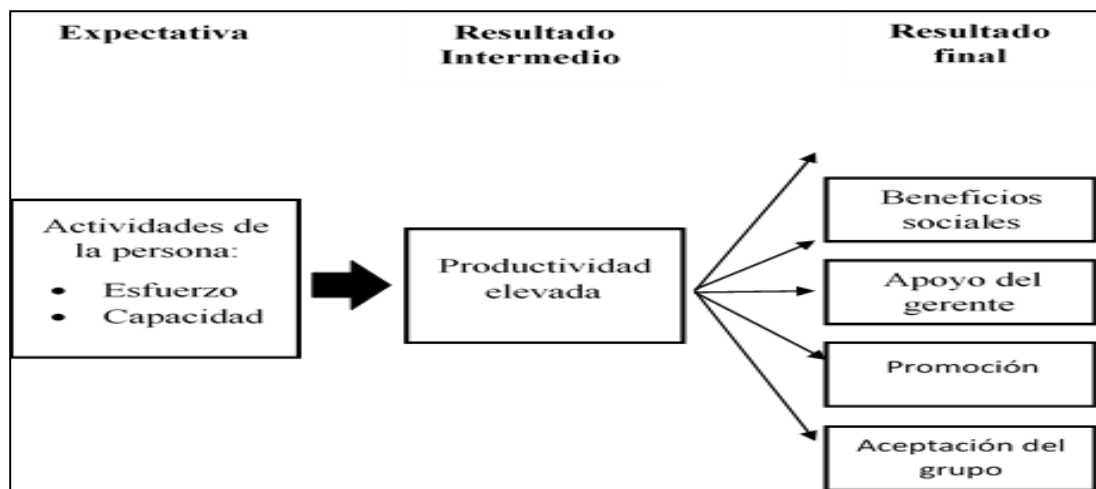 Expectativa
Resultado
Intermedio
Resultado
final
Actividades de
la persona:
• Esfuerzo
• Capacidad
Productividad
elevada
Beneficios
sociales
Apoyo del
gerente
Promoción
Aceptación del
grupo